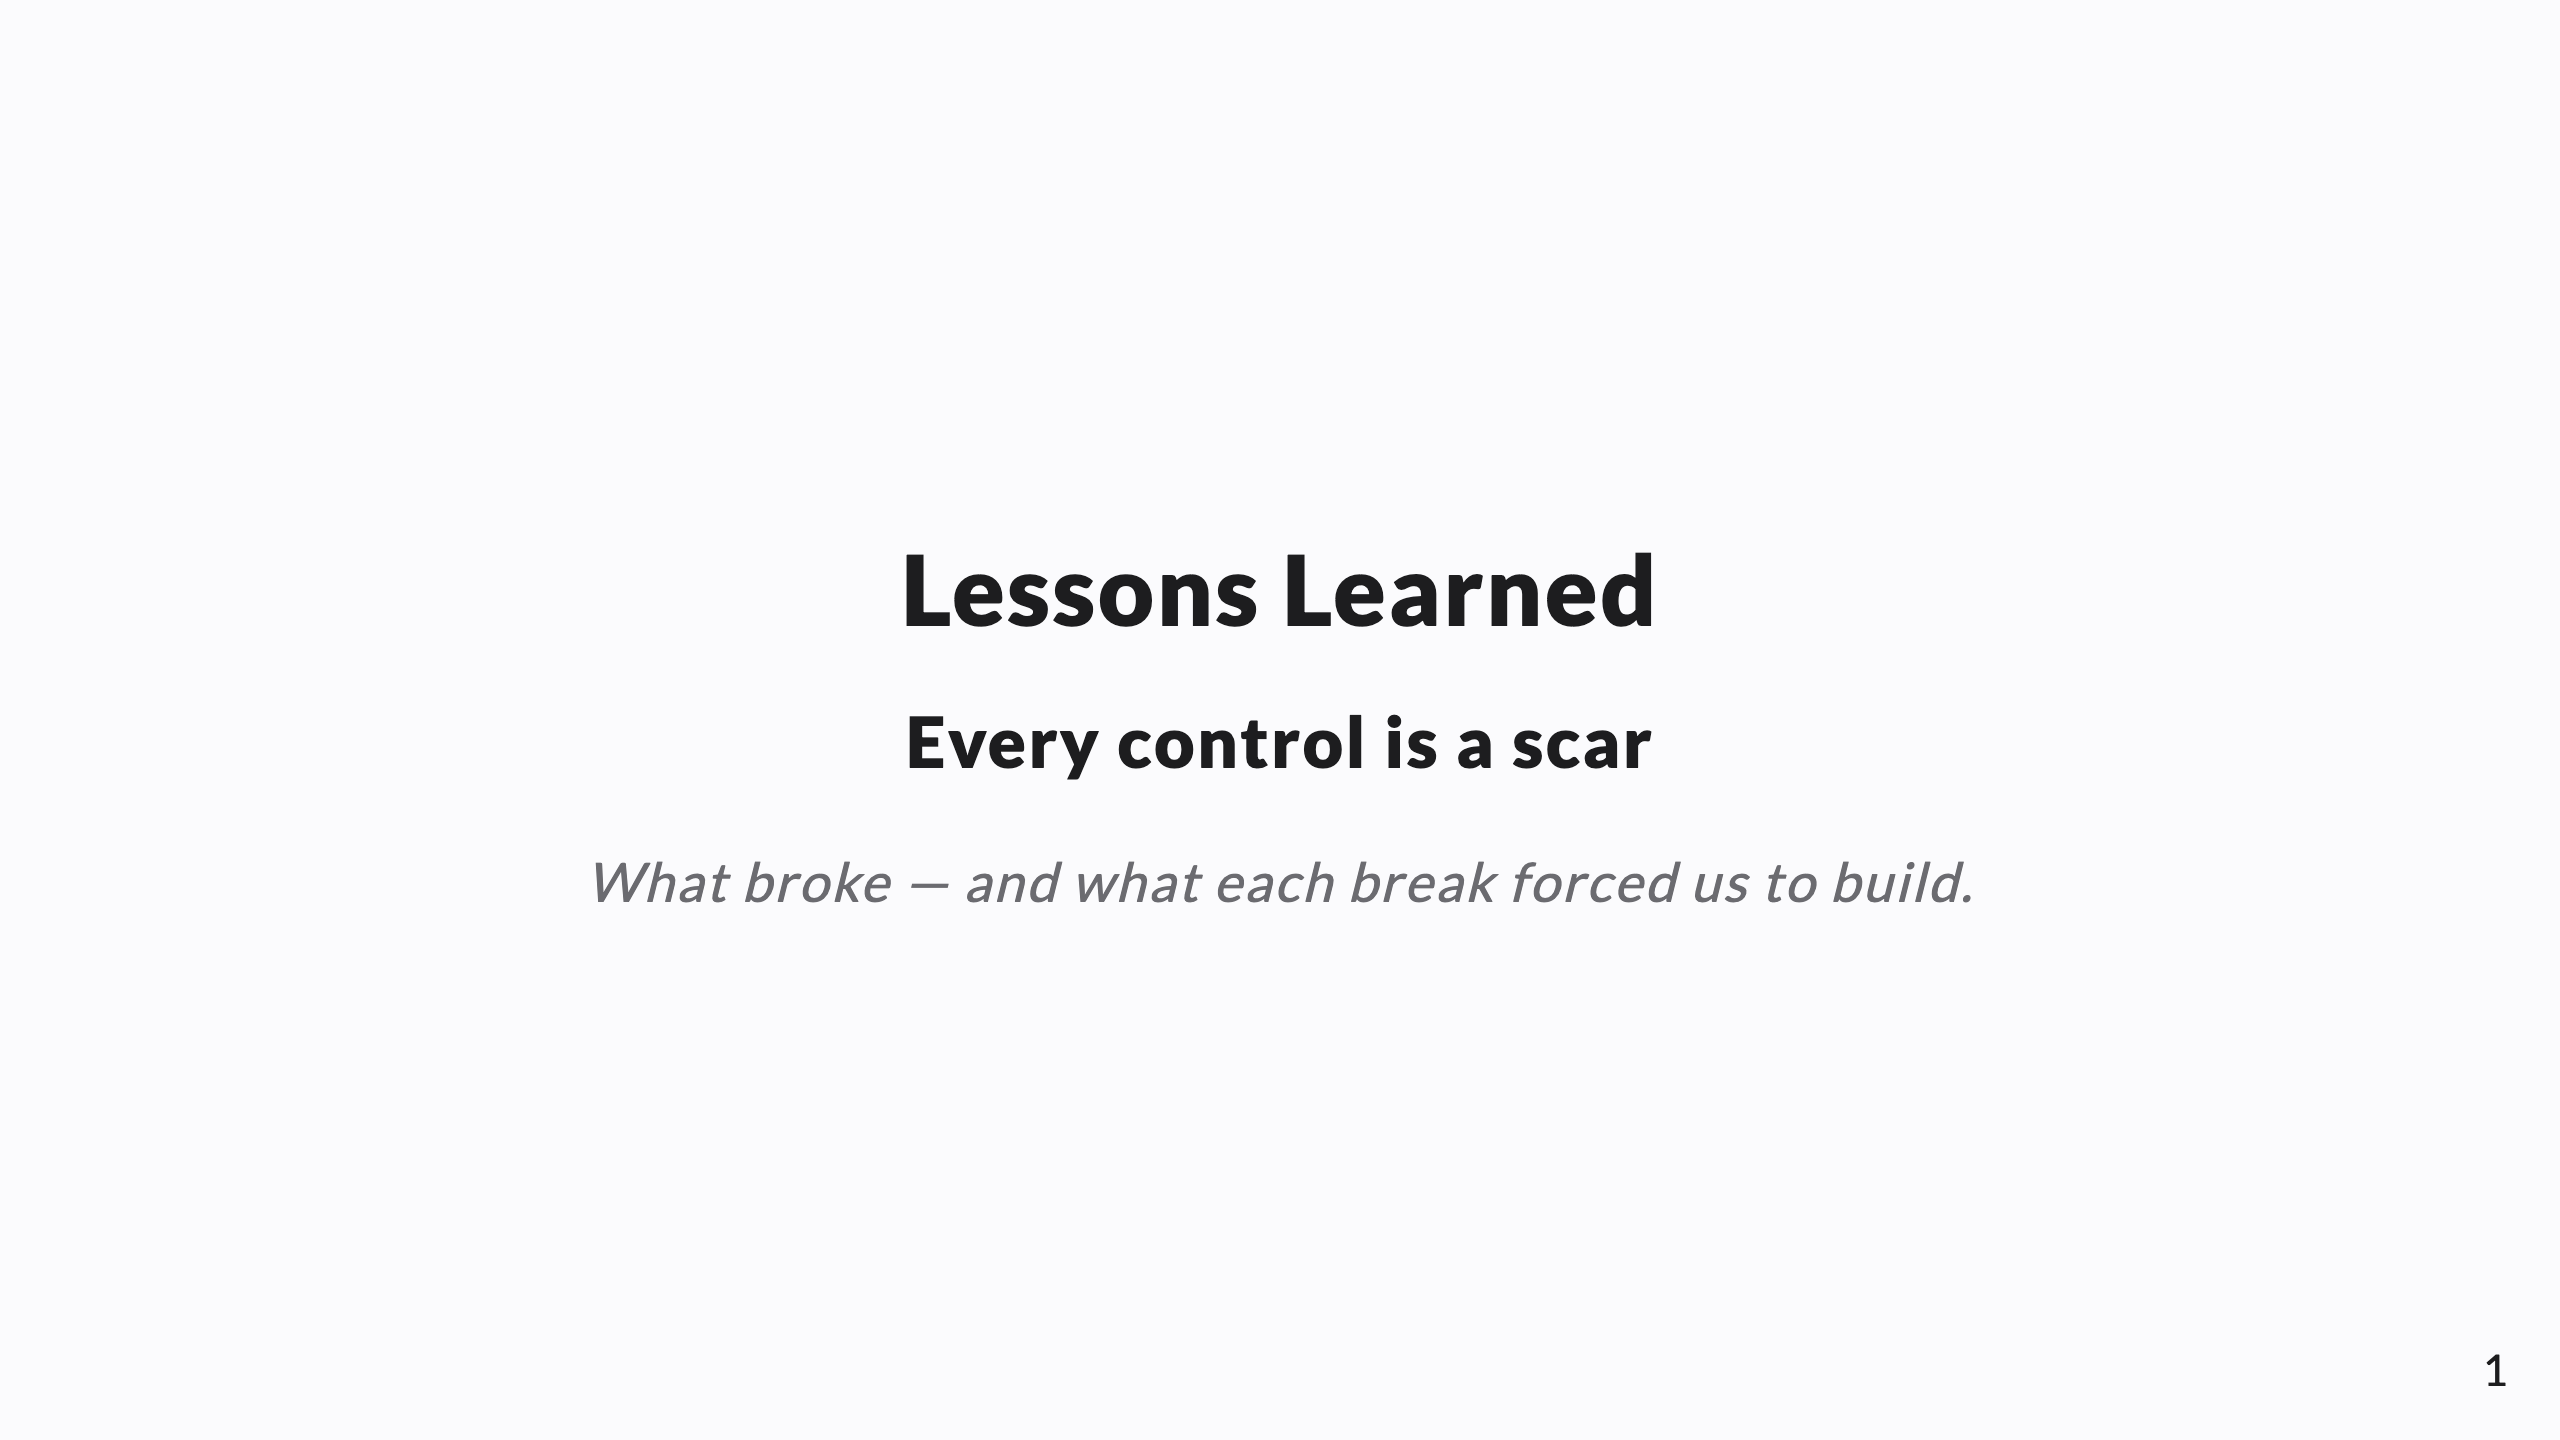 Lessons Learned
Every control is a scar
What broke — and what each break forced us to build.
1